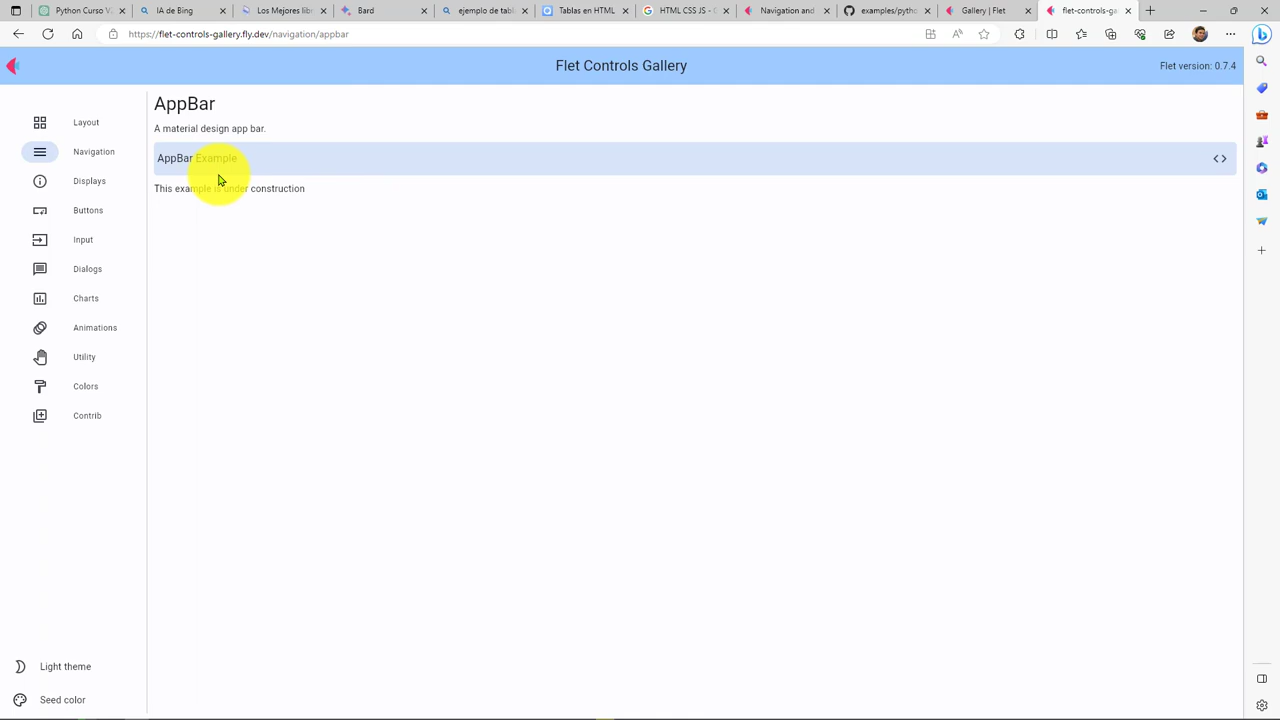 Python Curso V
IA de Bing
Los Mejores libr
Bard
ejemplo de tabla
Tablas en HTML
HTML CSS JS - G
Navigation and
examples/pytho
Gallery | Flet
flet-controls-ga
https://flet-controls-gallery.fly.dev/navigation/appbar
Flet Controls Gallery
Flet version: 0.7.4
AppBar
A material design app bar.
AppBar Example
This example is under construction
Layout
Navigation
Displays
Buttons
Input
Dialogs
Charts
Animations
Utility
Colors
Contrib
Light theme
Seed color